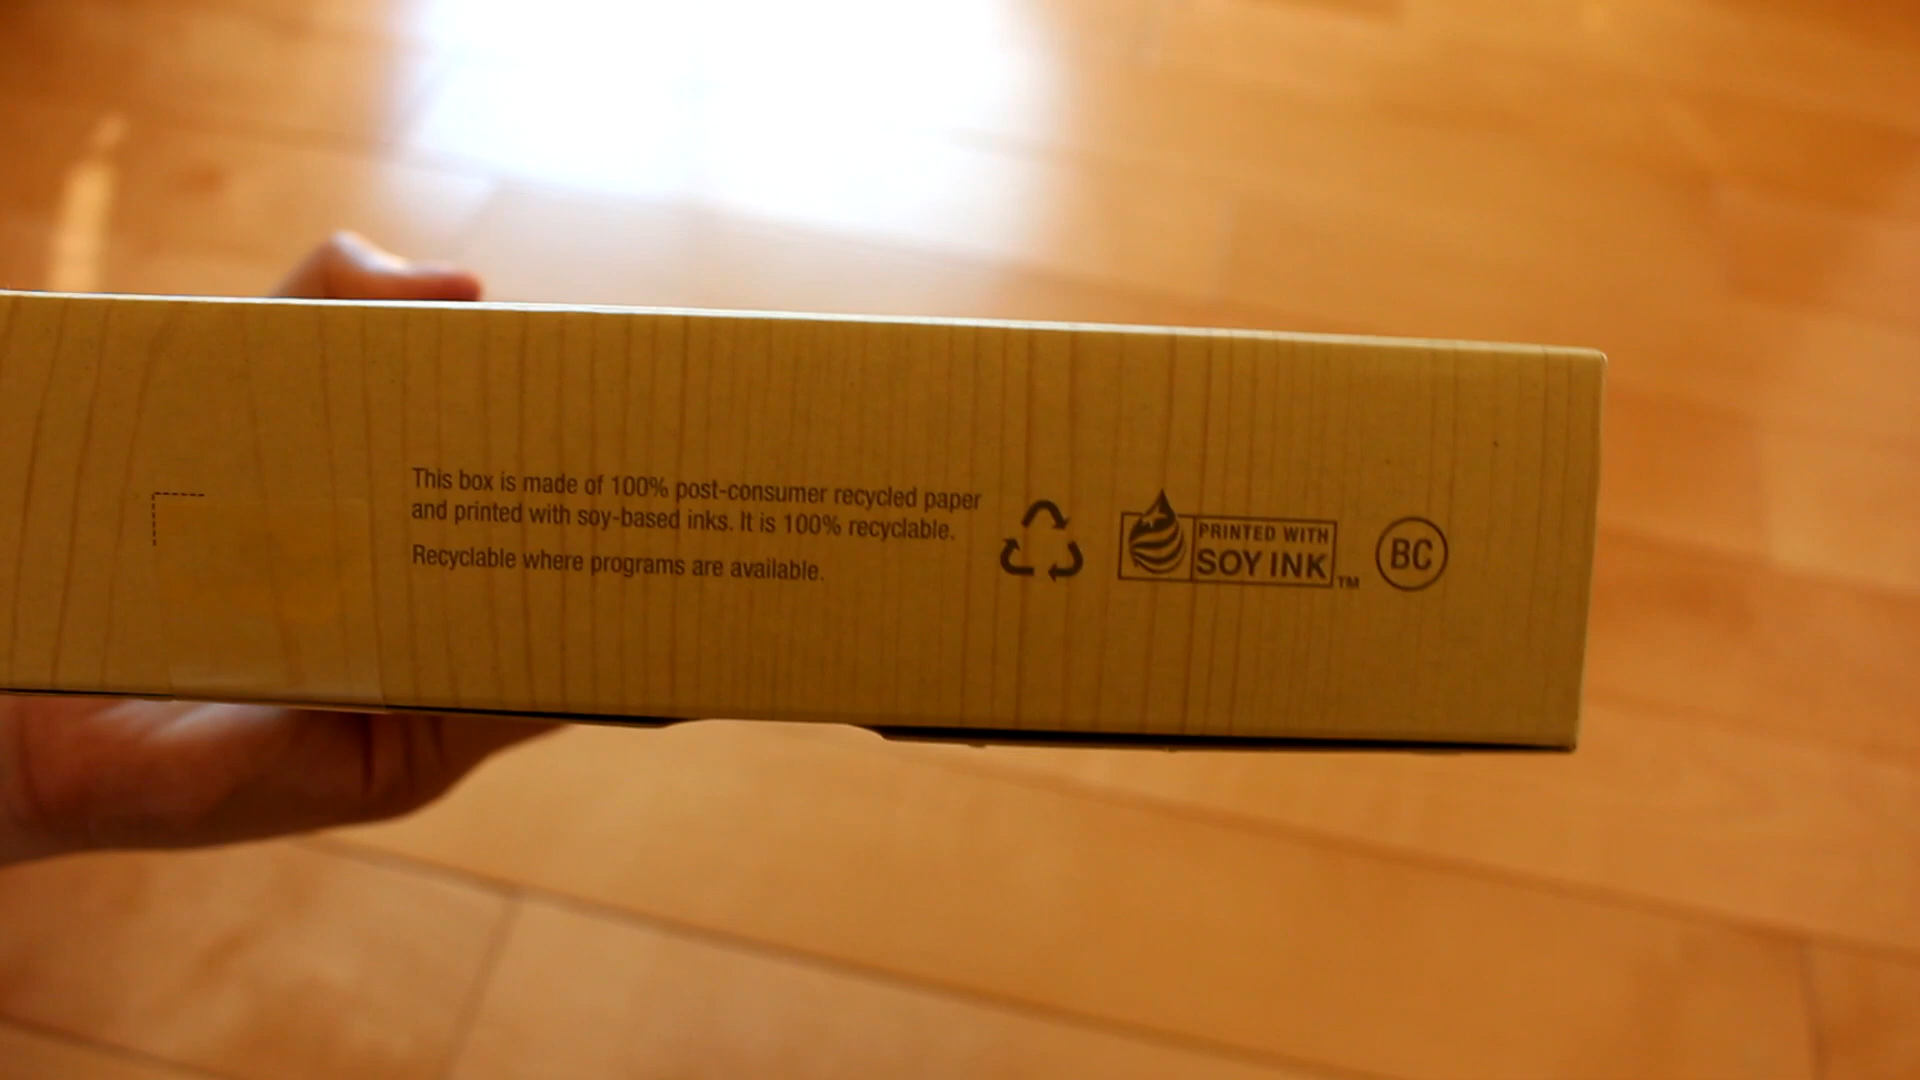 This box is made of 100% post-consumer recycled paper
and printed with soy-based inks. It is 100% recyclable.
Recyclable where programs are available.
PRINTED WITH
SOY INK TM
BC